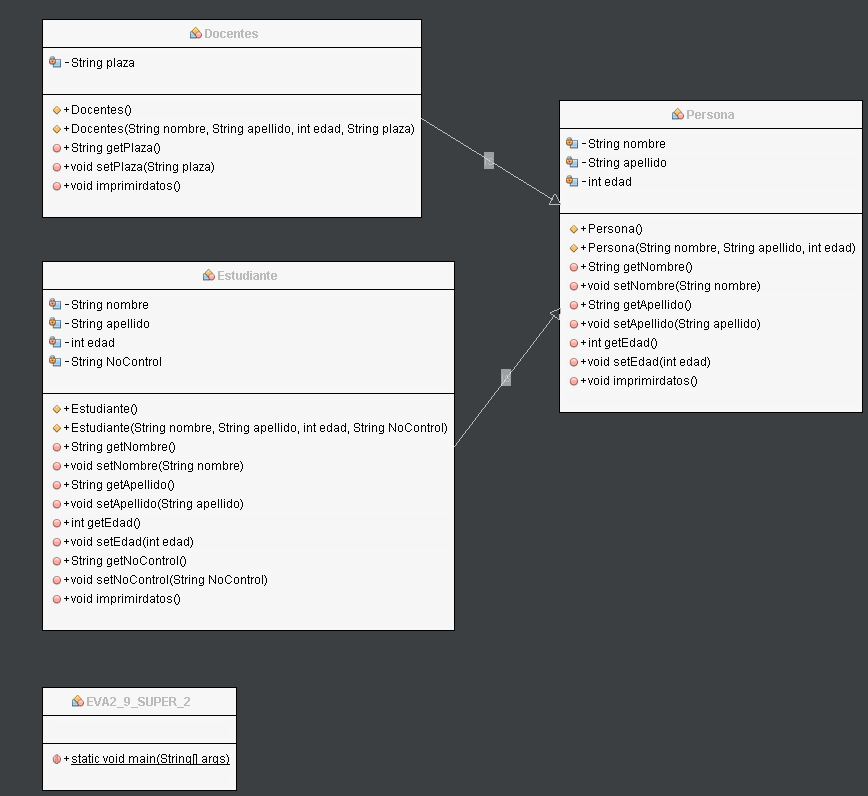 Docentes
-String plaza
+Docentes()
+Docentes(String nombre, String apellido, int edad, String plaza)
+String getPlaza()
+void setPlaza(String plaza)
+void imprimirdatos()
Persona
-String nombre
-String apellido
-int edad
+Persona()
+Persona(String nombre, String apellido, int edad)
+String getNombre()
+void setNombre(String nombre)
+String getApellido()
+void setApellido(String apellido)
+int getEdad()
+void setEdad(int edad)
+void imprimirdatos()
Estudiante
-String nombre
-String apellido
-int edad
-String NoControl
+Estudiante()
+Estudiante(String nombre, String apellido, int edad, String NoControl)
+String getNombre()
+void setNombre(String nombre)
+String getApellido()
+void setApellido(String apellido)
+int getEdad()
+void setEdad(int edad)
+String getNoControl()
+void setNoControl(String NoControl)
+void imprimirdatos()
EVA2_9_SUPER_2
+static void main(String[] args)